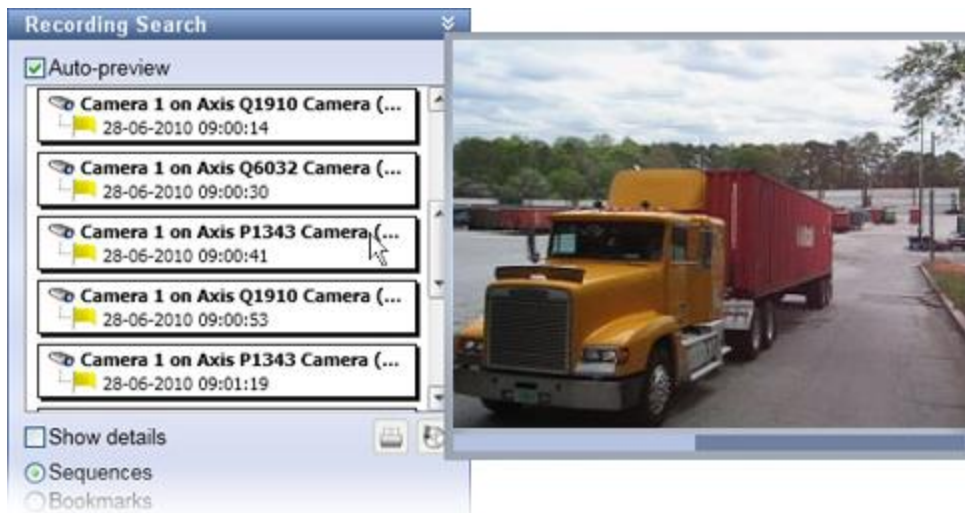 Recording Search
Auto-preview
Camera 1 on Axis Q1910 Camera (...
28-06-2010 09:00:14
Camera 1 on Axis Q6032 Camera (...
28-06-2010 09:00:30
Camera 1 on Axis P1343 Camera (...
28-06-2010 09:00:41
Camera 1 on Axis Q1910 Camera (...
28-06-2010 09:00:53
Camera 1 on Axis P1343 Camera (...
28-06-2010 09:01:19
Show details
Sequences
Bookmarks